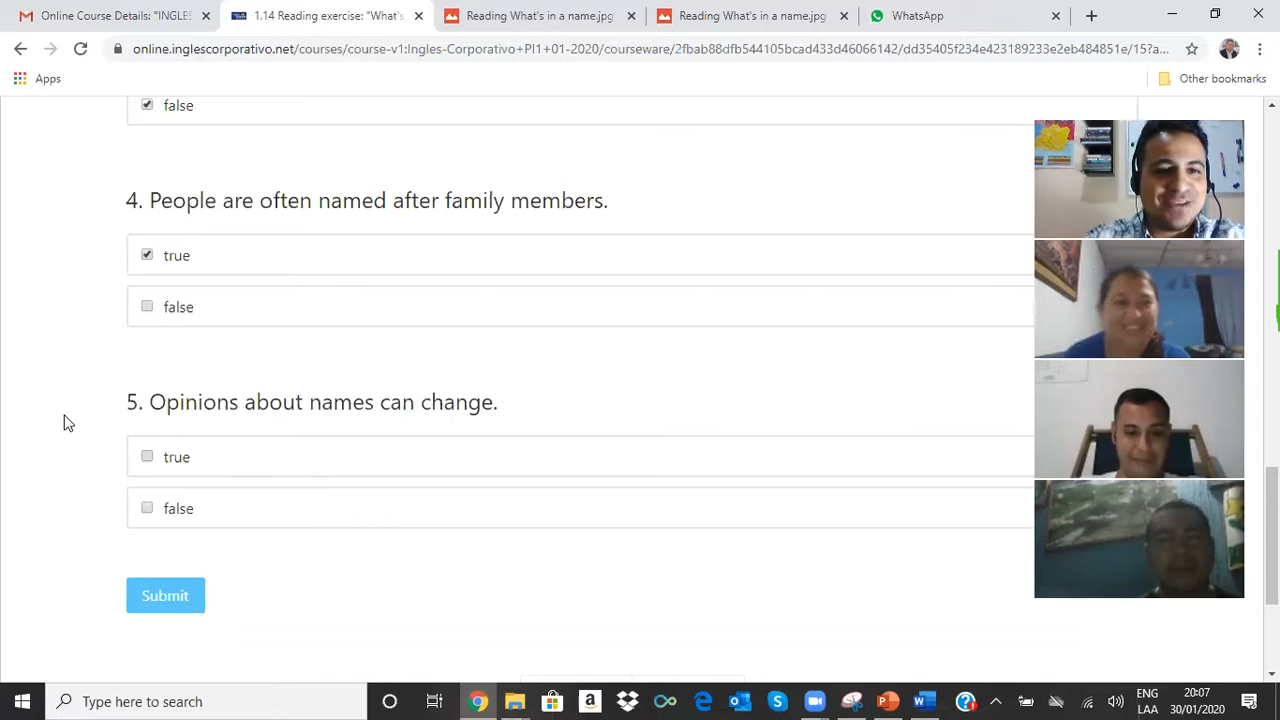 Online Course Details: "INGLES
1.14 Reading exercise: "What's
Reading What's in a name.jpg
Reading What's in a name.jpg
WhatsApp
online.inglescorporativo.net/courses/course-v1:Ingles-Corporativo+PI1+01-2020/courseware/2fbab88dfb544105bcad433d46066142/dd35405f234e423189233e2eb484851e/15?a...
Apps
Other bookmarks
false
4. People are often named after family members.
true
false
5. Opinions about names can change.
true
false
Submit
Type here to search
ENG
LAA
20:07
30/01/2020